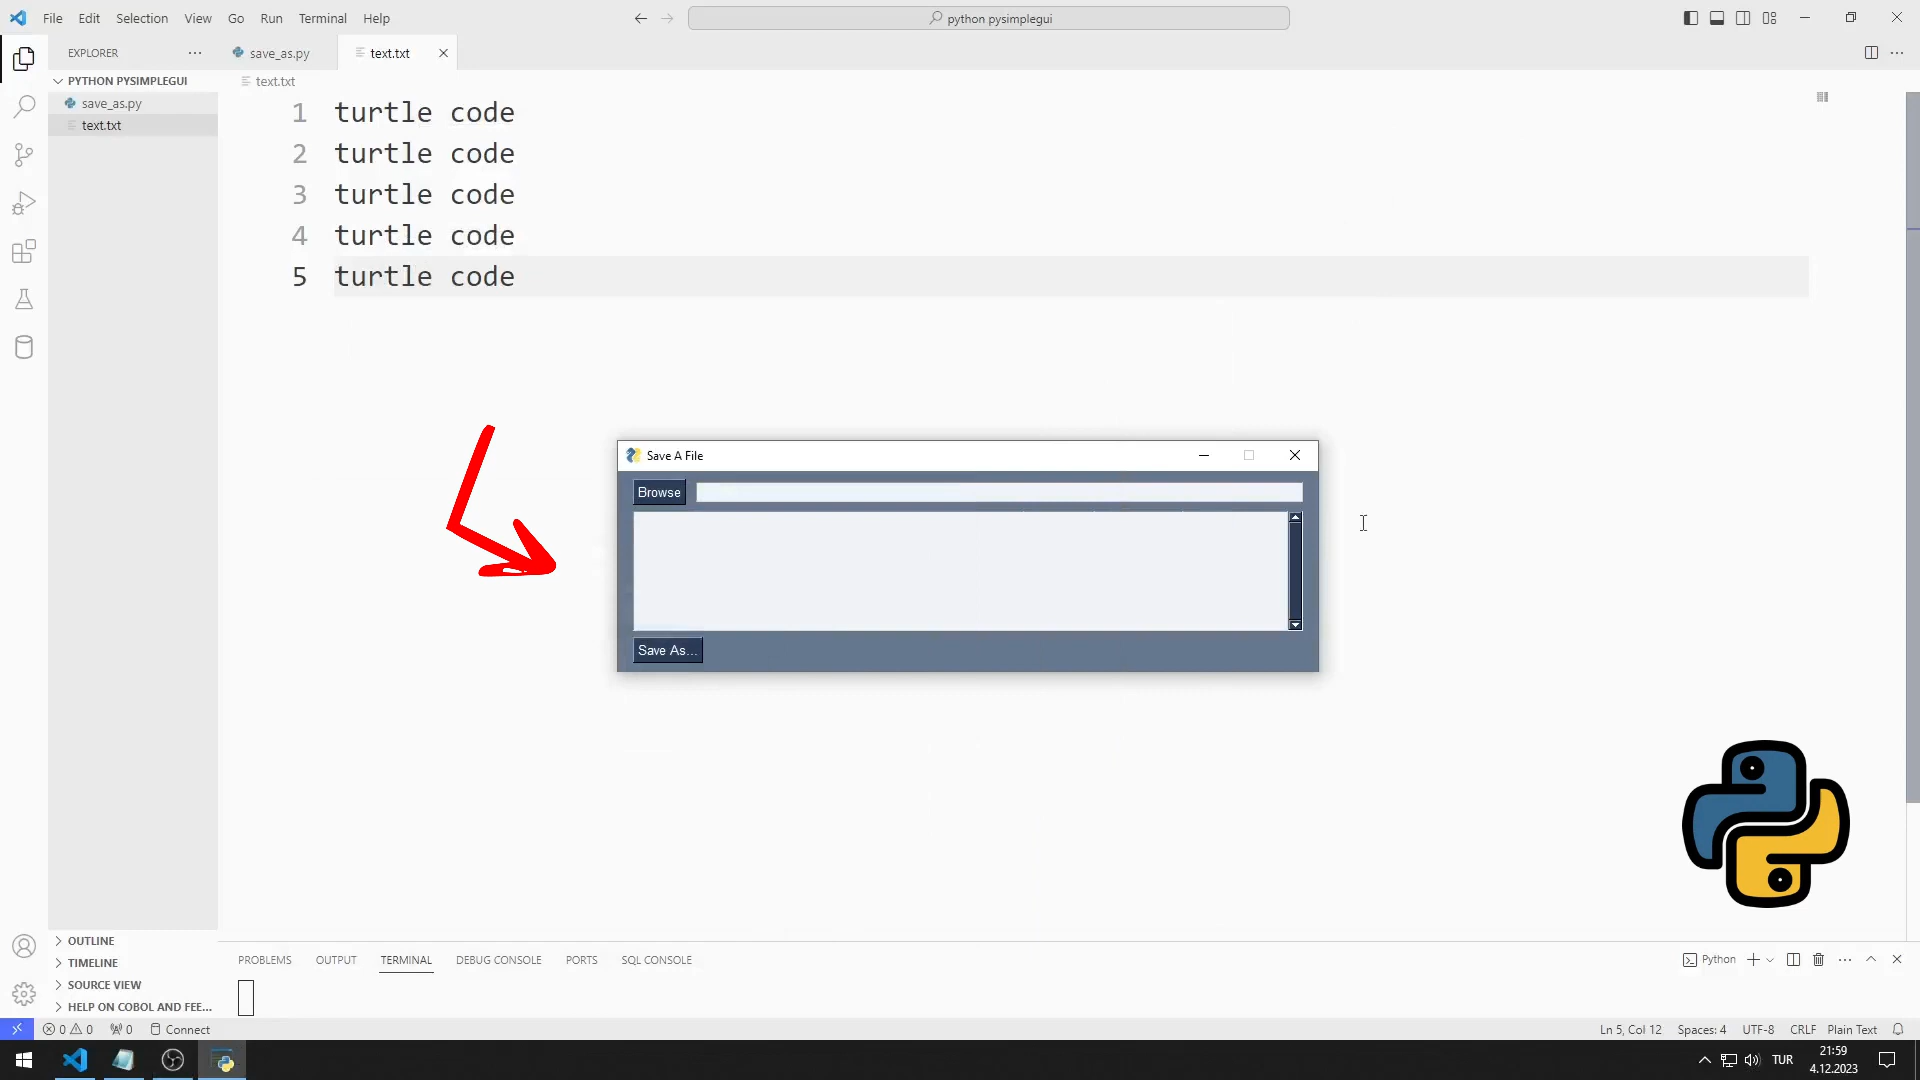 File Edit Selection View Go Run Terminal Help
python pysimplegui
EXPLORER
save_as.py
text.txt
PYTHON PYSIMPLEGUI
save_as.py
text.txt
text.txt
1 turtle code
2 turtle code
3 turtle code
4 turtle code
5 turtle code
Save A File
Browse
Save As...
OUTLINE
TIMELINE
SOURCE VIEW
HELP ON COBOL AND FEE...
PROBLEMS OUTPUT TERMINAL DEBUG CONSOLE PORTS SQL CONSOLE
Python
0 0 0 Connect
Ln 5, Col 12 Spaces: 4 UTF-8 CRLF Plain Text
TUR
21:59
4.12.2023